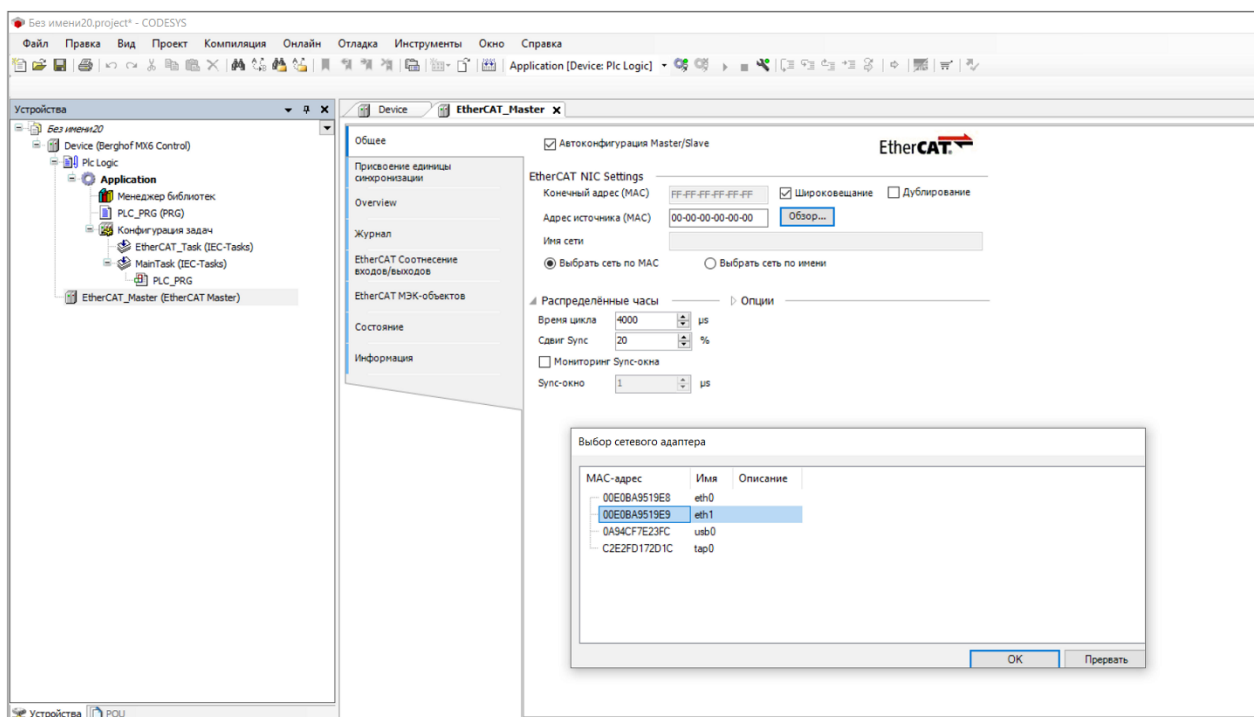 Без имени20.project* - CODESYS
Файл Правка Вид Проект Компиляция Онлайн Отладка Инструменты Окно Справка
Application [Device: Plc Logic]
Устройства
Device
EtherCAT_Master
Без имени20
Device (Berghof MX6 Control)
Plc Logic
Application
Менеджер библиотек
PLC_PRG (PRG)
Конфигурация задач
EtherCAT_Task (IEC-Tasks)
MainTask (IEC-Tasks)
PLC_PRG
EtherCAT_Master (EtherCAT Master)
Общее
Присвоение единицы
синхронизации
Overview
Журнал
EtherCAT Соотнесение
входов/выходов
EtherCAT МЭК-объектов
Состояние
Информация
Автоконфигурация Master/Slave
EtherCAT
EtherCAT NIC Settings
Конечный адрес (MAC) FF-FF-FF-FF-FF-FF Широковещание Дублирование
Адрес источника (MAC) 00-00-00-00-00-00 Обзор...
Имя сети
Выбрать сеть по MAC Выбрать сеть по имени
Распределённые часы Опции
Время цикла 4000 µs
Сдвиг Sync 20 %
Мониторинг Sync-окна
Sync-окно 1 µs
Выбор сетевого адаптера
MAC-адрес Имя Описание
00E0BA9519E8 eth0
00E0BA9519E9 eth1
0A94CF7E23FC usb0
C2E2FD172D1C tap0
OK Прервать
Устройства POU